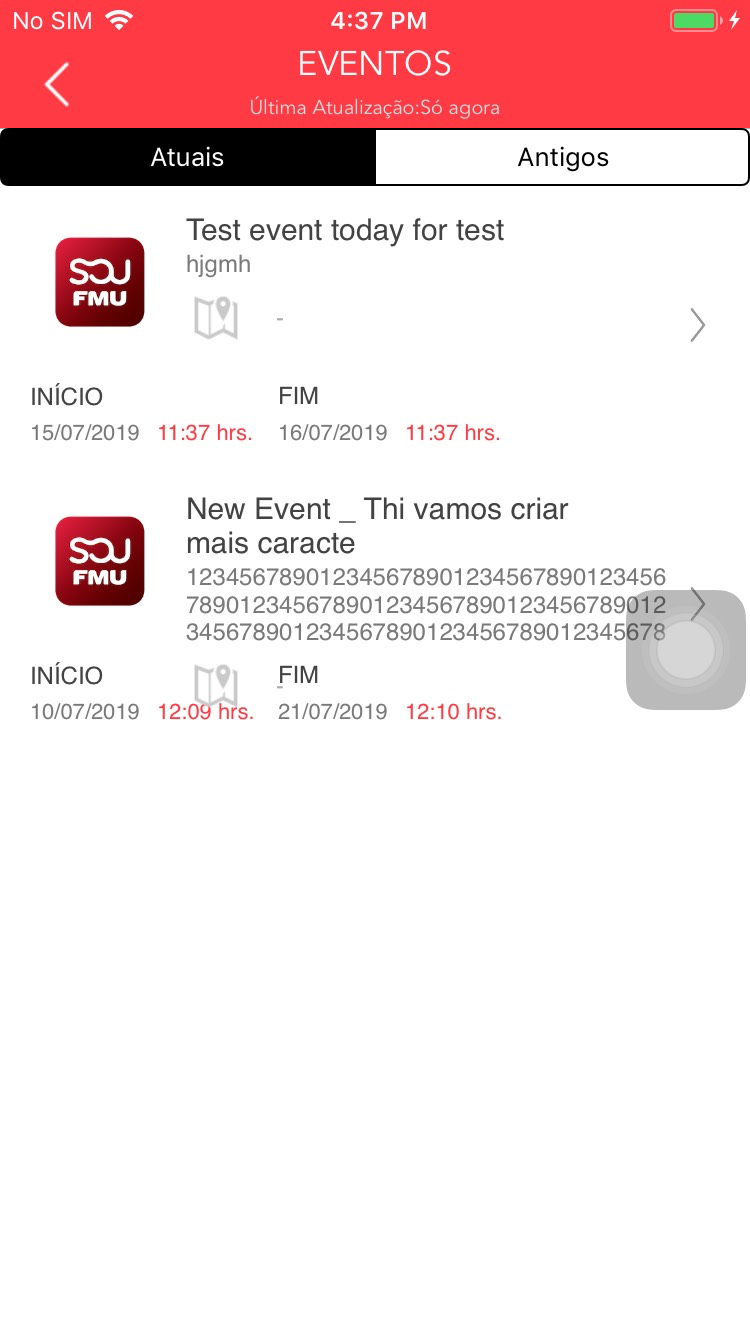 No SIM 4:37 PM
EVENTOS
Última Atualização:Só agora
Atuais Antigos
SOU
FMU
Test event today for test
hjgmh
-
INÍCIO FIM
15/07/2019 11:37 hrs. 16/07/2019 11:37 hrs.
SOU
FMU
New Event _ Thi vamos criar
mais caracte
123456789012345678901234567890123456
789012345678901234567890123456789012
345678901234567890123456789012345678
-
INÍCIO FIM
10/07/2019 12:09 hrs. 21/07/2019 12:10 hrs.